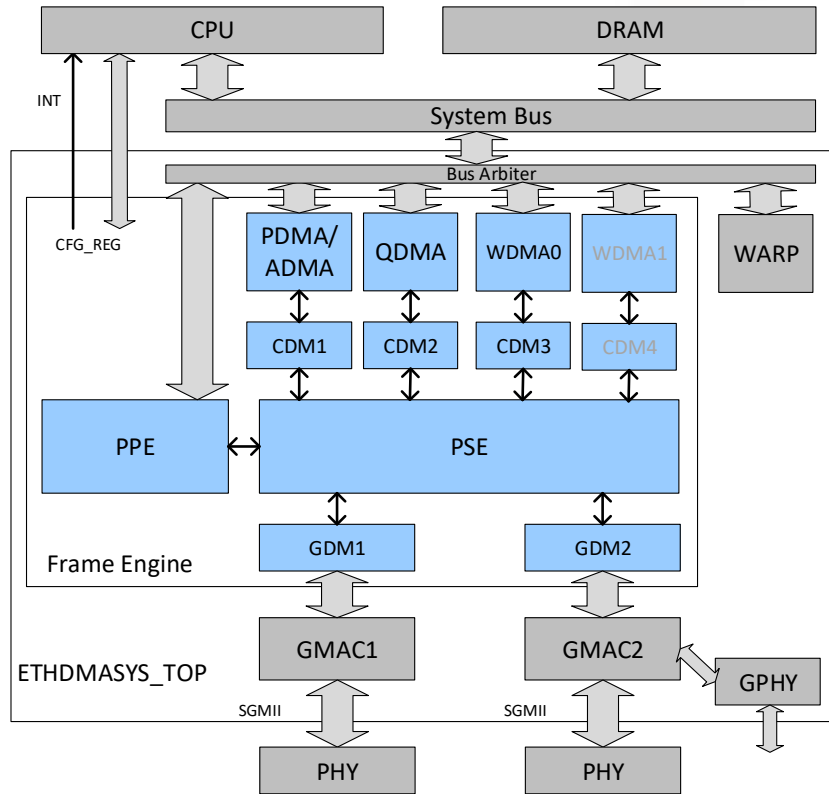 CPU
DRAM
INT
System Bus
Bus Arbiter
CFG_REG
PDMA/
ADMA
QDMA
WDMA0
WDMA1
WARP
CDM1
CDM2
CDM3
CDM4
PPE
PSE
GDM1
GDM2
Frame Engine
GMAC1
GMAC2
ETHDMASYS_TOP
GPHY
SGMII
SGMII
PHY
PHY